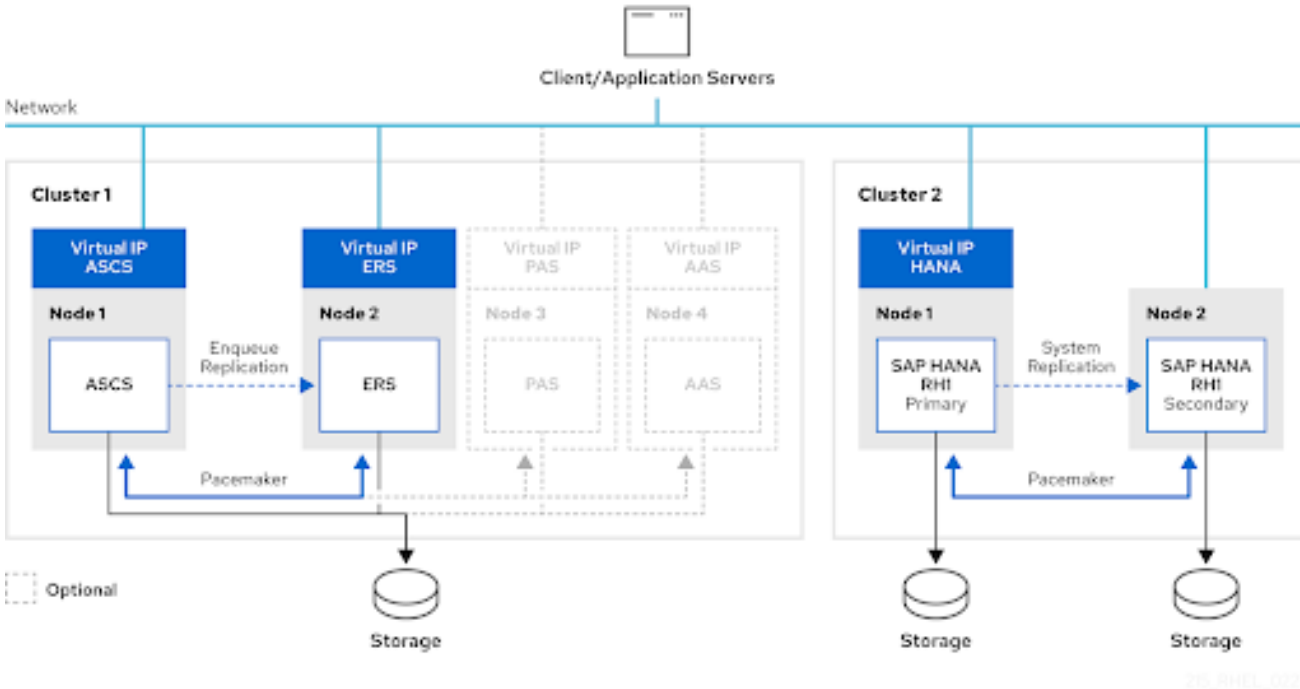 Client/Application Servers
Network
Cluster 1
Virtual IP
ASCS
Node 1
ASCS
Enqueue
Replication
Virtual IP
ERS
Node 2
ERS
Virtual IP
PAS
Node 3
PAS
Virtual IP
AAS
Node 4
AAS
Pacemaker
Storage
Cluster 2
Virtual IP
HANA
Node 1
SAP HANA
RH1
Primary
System
Replication
Node 2
SAP HANA
RH1
Secondary
Pacemaker
Storage
Storage
Optional